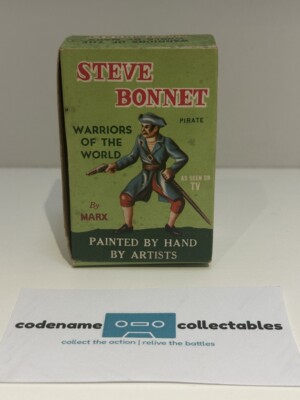 STEVE
BONNET
PIRATE
WARRIORS
OF THE
WORLD
AS SEEN ON
TV
By
MARX
PAINTED BY HAND
BY ARTISTS
codename collectables
collect the action | relive the battles